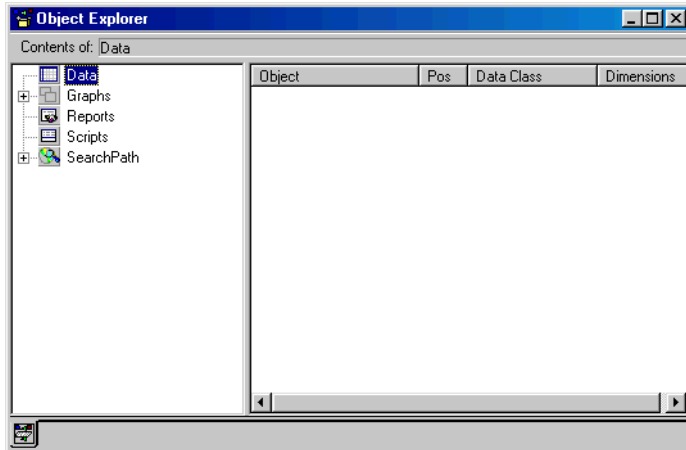 Object Explorer
Contents of: Data
Data
Graphs
Reports
Scripts
SearchPath
Object Pos Data Class Dimensions